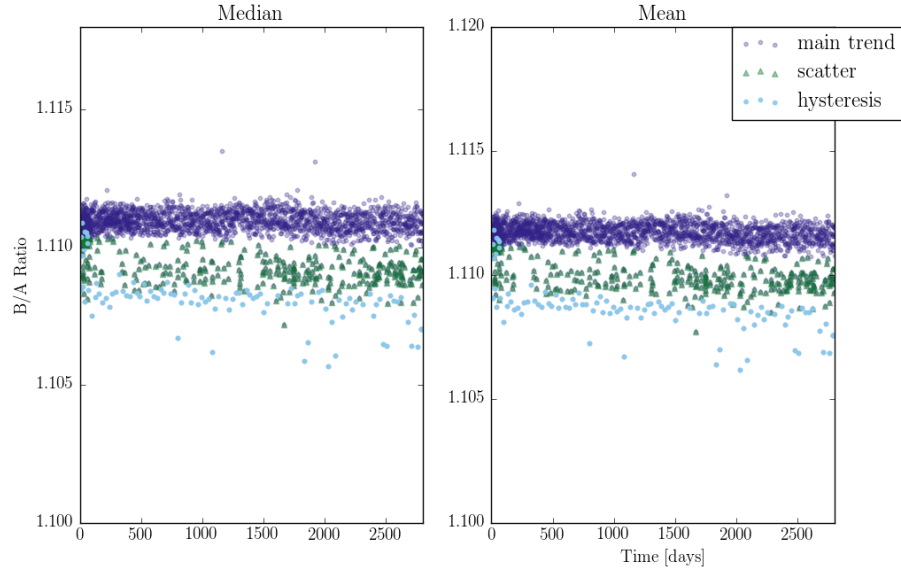 Median
Mean
main trend
scatter
hysteresis
B/A Ratio
1.115
1.110
1.105
1.100
0 500 1000 1500 2000 2500
1.120
1.115
1.110
1.105
1.100
0 500 1000 1500 2000 2500
Time [days]